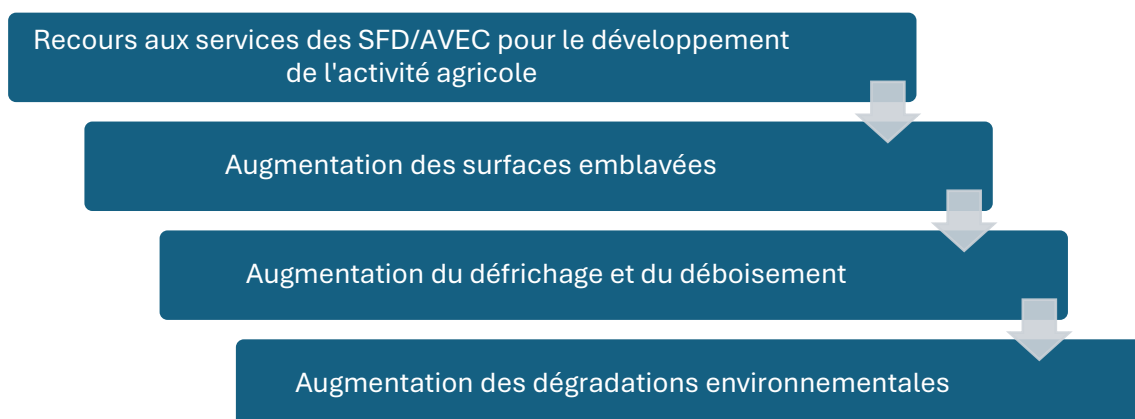 Recours aux services des SFD/AVEC pour le développement
de l'activité agricole
Augmentation des surfaces emblavées
Augmentation du défrichage et du déboisement
Augmentation des dégradations environnementales